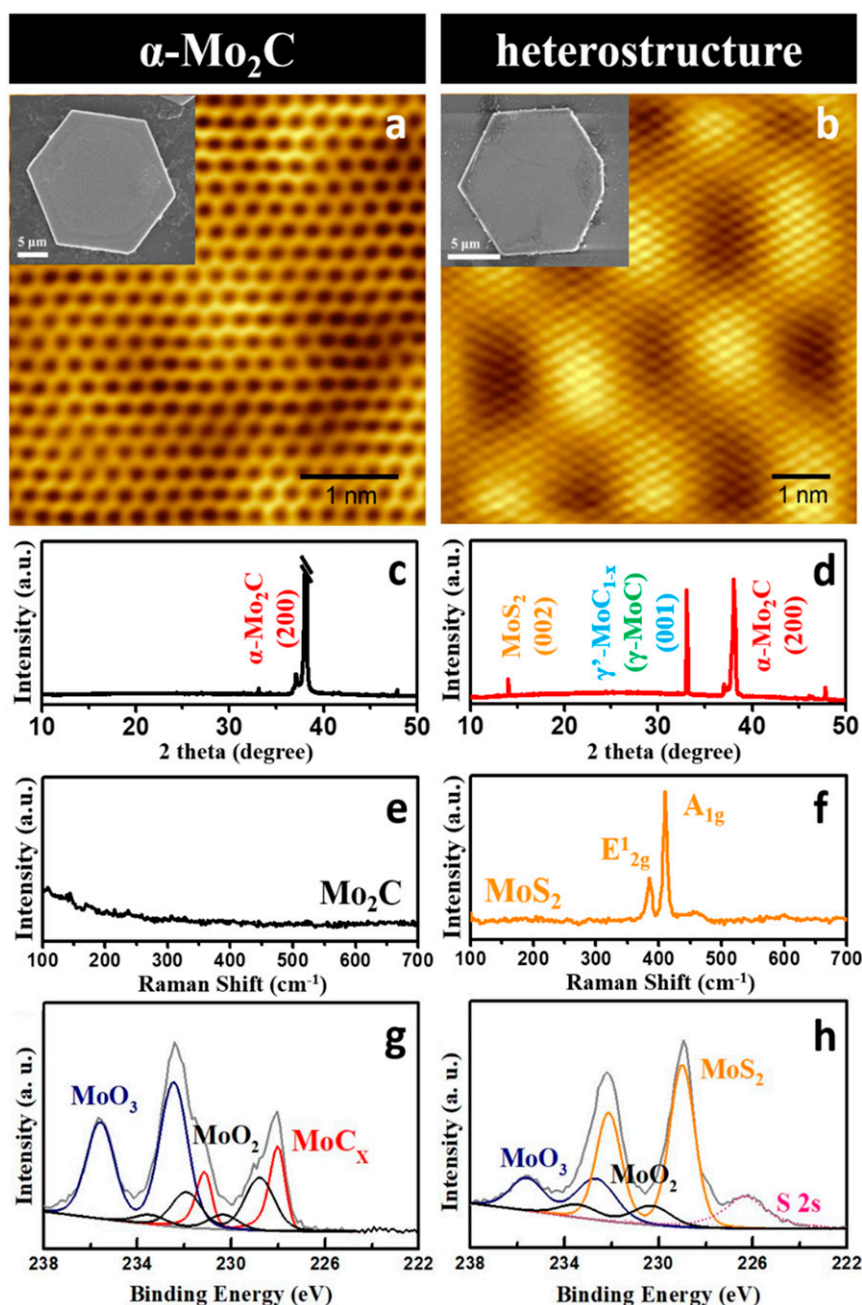 α-Mo₂C
heterostructure
a
5 μm
1 nm
b
5 μm
1 nm
c
Intensity (a.u.)
α-Mo₂C
(200)
10 20 30 40 50
2 theta (degree)
d
Intensity (a.u.)
MoS₂
(002)
γ'-MoC₁₋ₓ
(γ-MoC)
(001)
α-Mo₂C
(200)
10 20 30 40 50
2 theta (degree)
e
Intensity (a.u.)
Mo₂C
100 200 300 400 500 600 700
Raman Shift (cm⁻¹)
f
Intensity (a.u.)
A₁g
E¹₂g
MoS₂
100 200 300 400 500 600 700
Raman Shift (cm⁻¹)
g
Intensity (a. u.)
MoO₃
MoO₂
MoCₓ
238 234 230 226 222
Binding Energy (eV)
h
Intensity (a. u.)
MoS₂
MoO₃
MoO₂
S 2s
238 234 230 226 222
Binding Energy (eV)